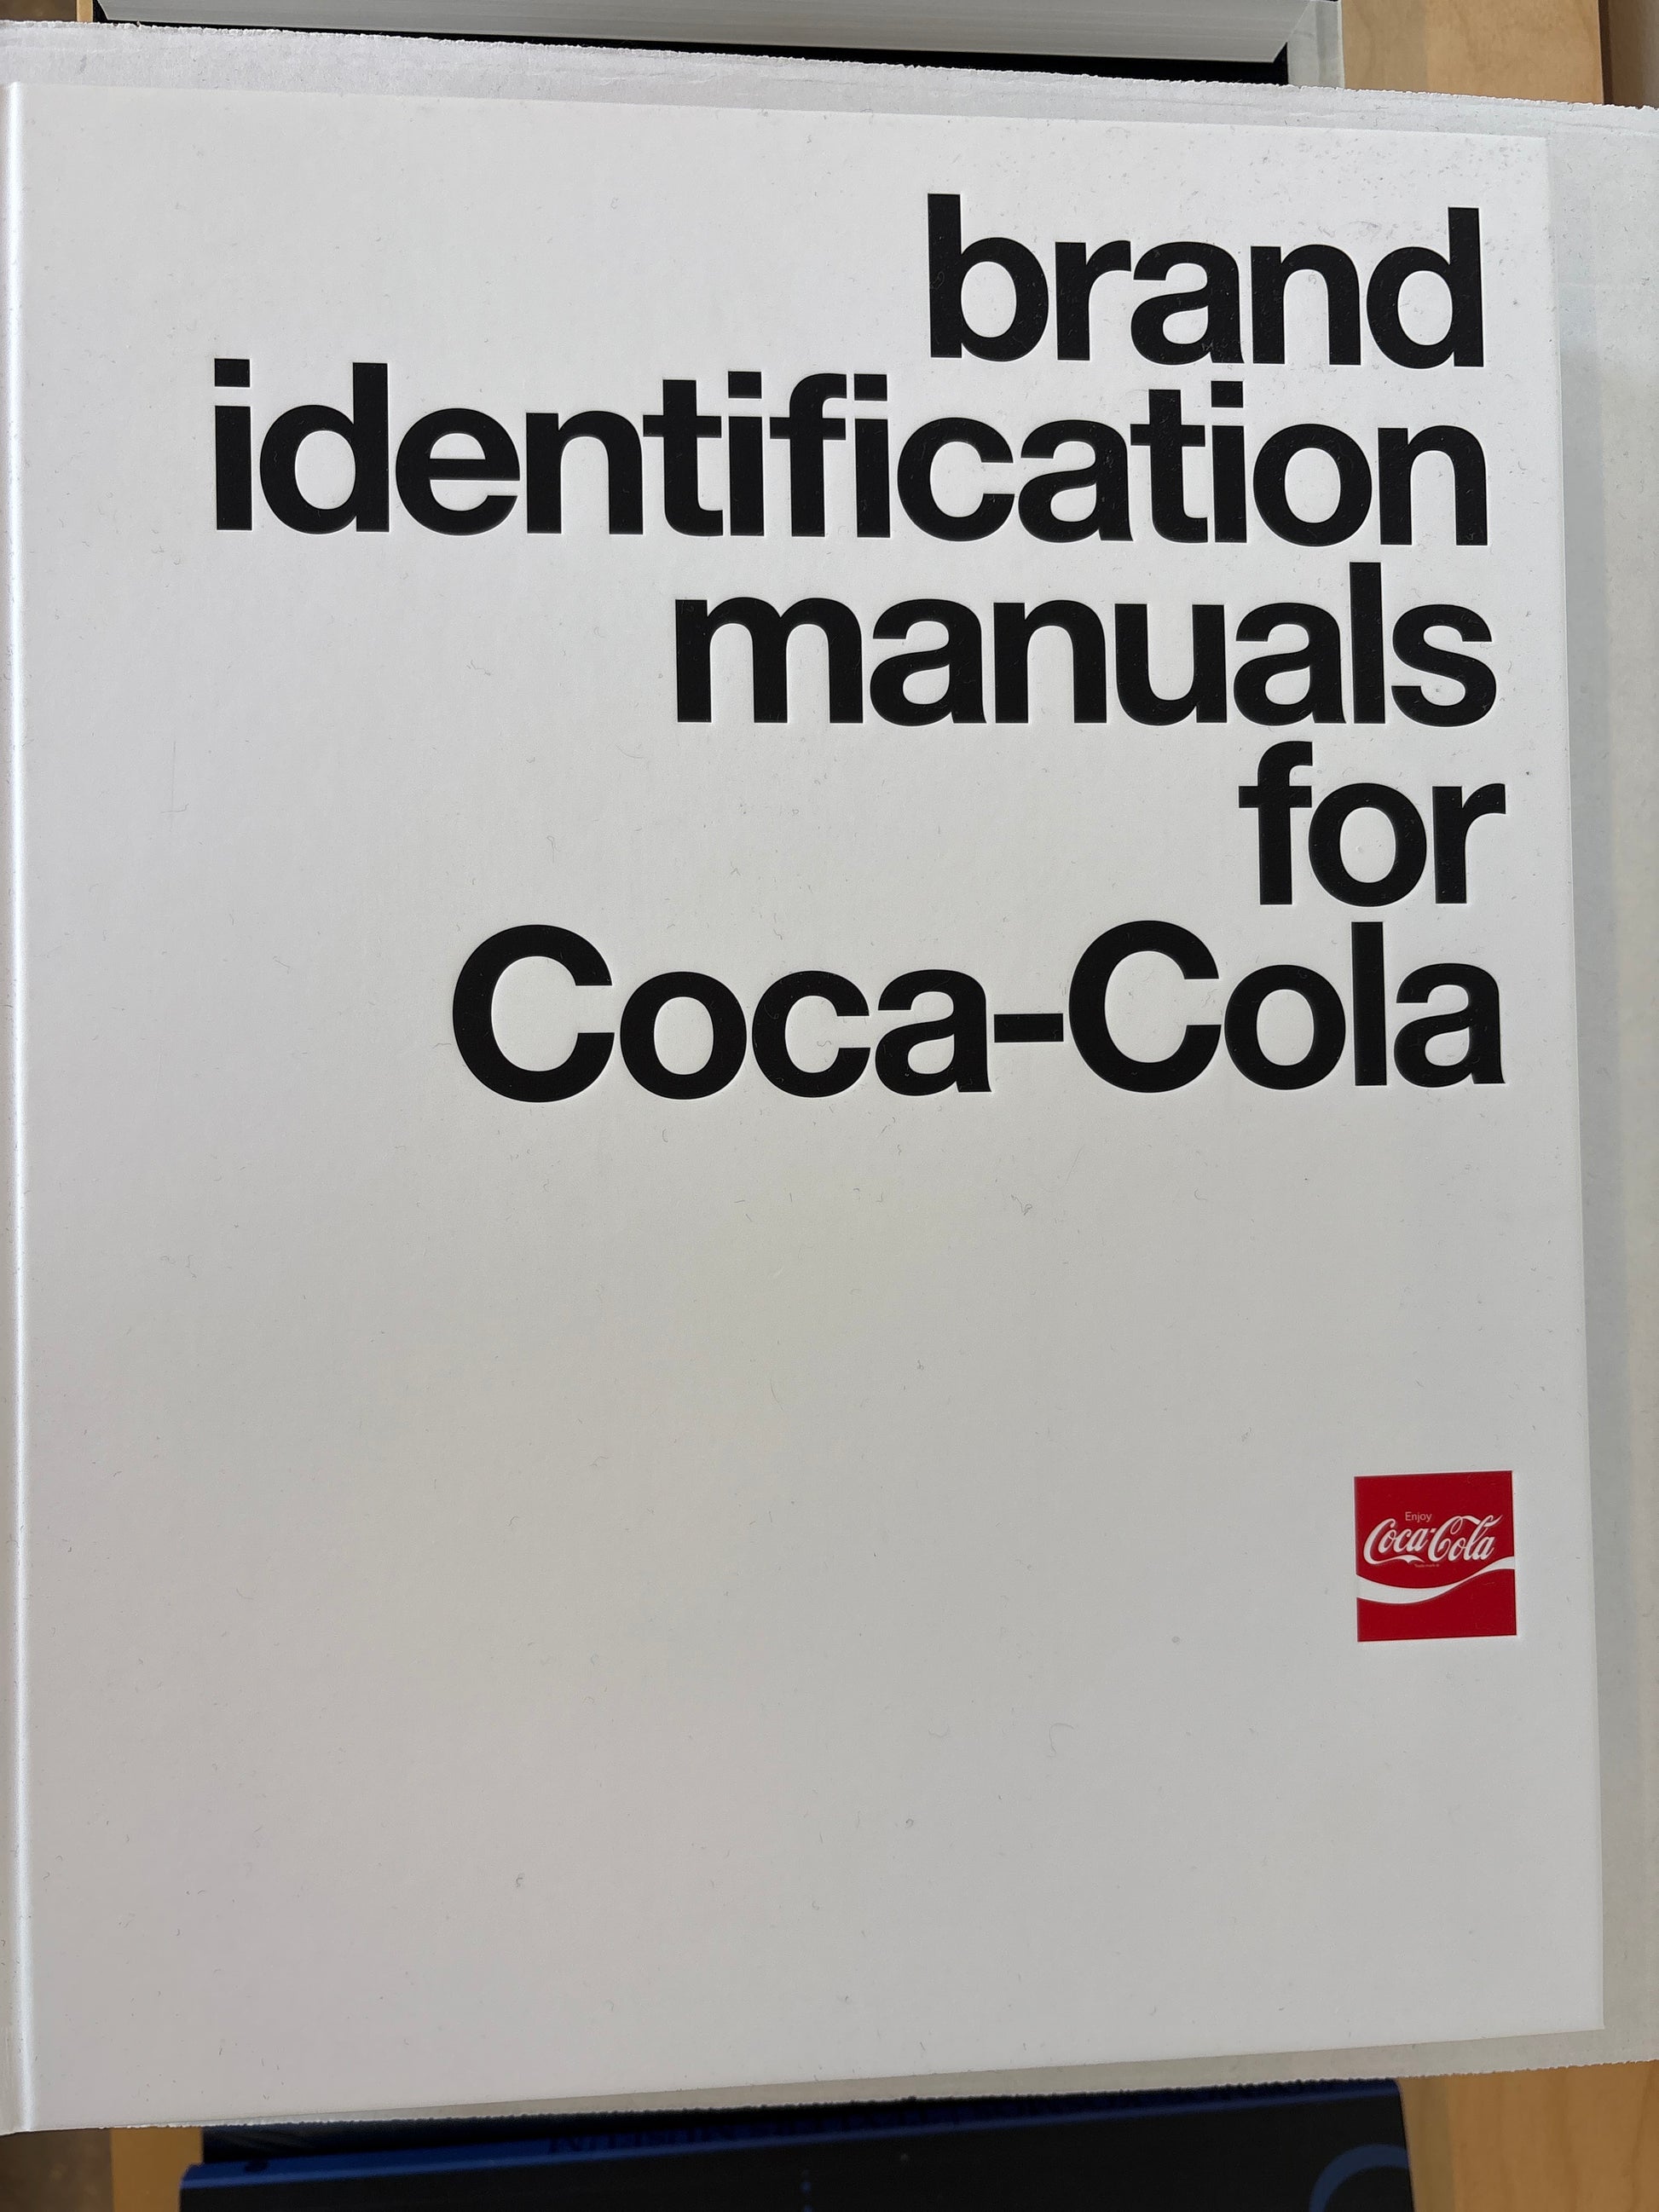 brand
identification
manuals
for
Coca-Cola
Enjoy
Coca-Cola